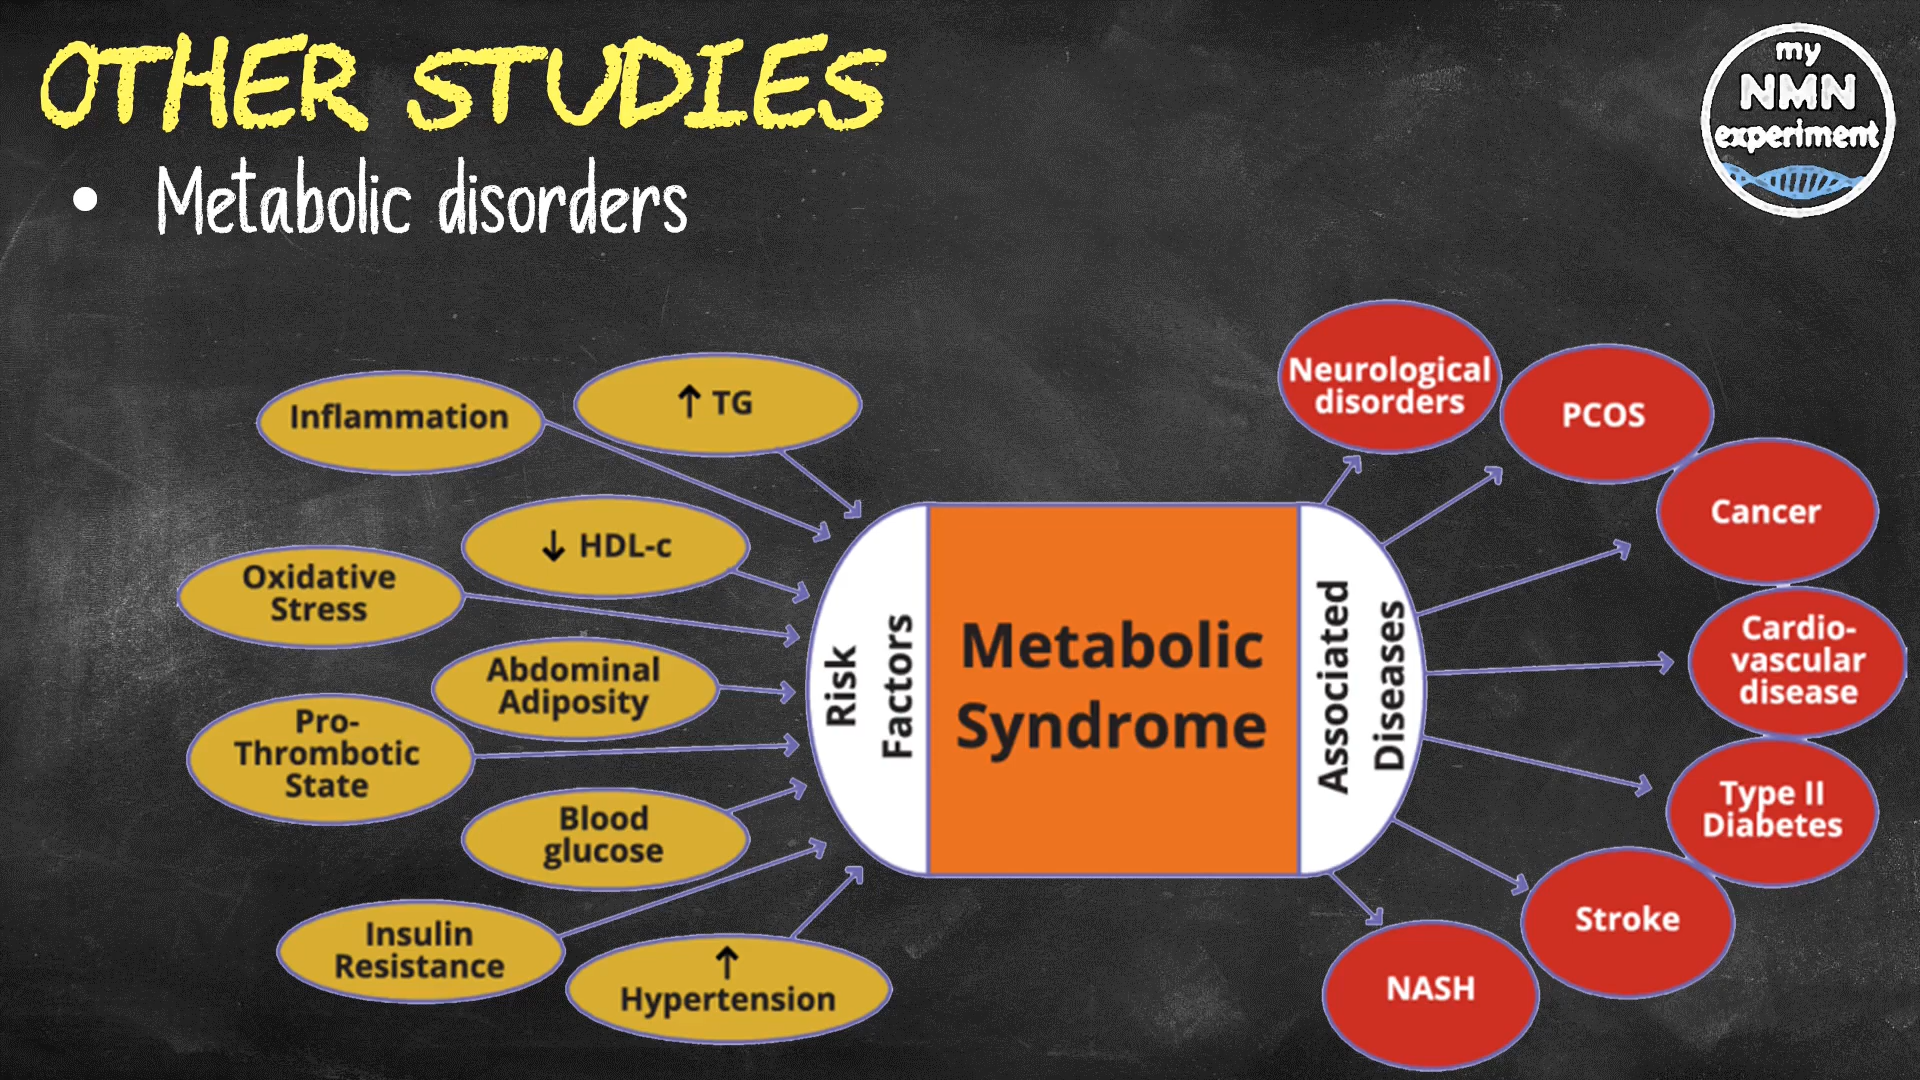 OTHER STUDIES
my
NMN
experiment
• Metabolic disorders
Inflammation
↑ TG
↓ HDL-c
Oxidative
Stress
Abdominal
Adiposity
Pro-
Thrombotic
State
Blood
glucose
Insulin
Resistance
↑
Hypertension
Risk
Factors
Metabolic
Syndrome
Associated
Diseases
Neurological
disorders
PCOS
Cancer
Cardio-
vascular
disease
Type II
Diabetes
Stroke
NASH